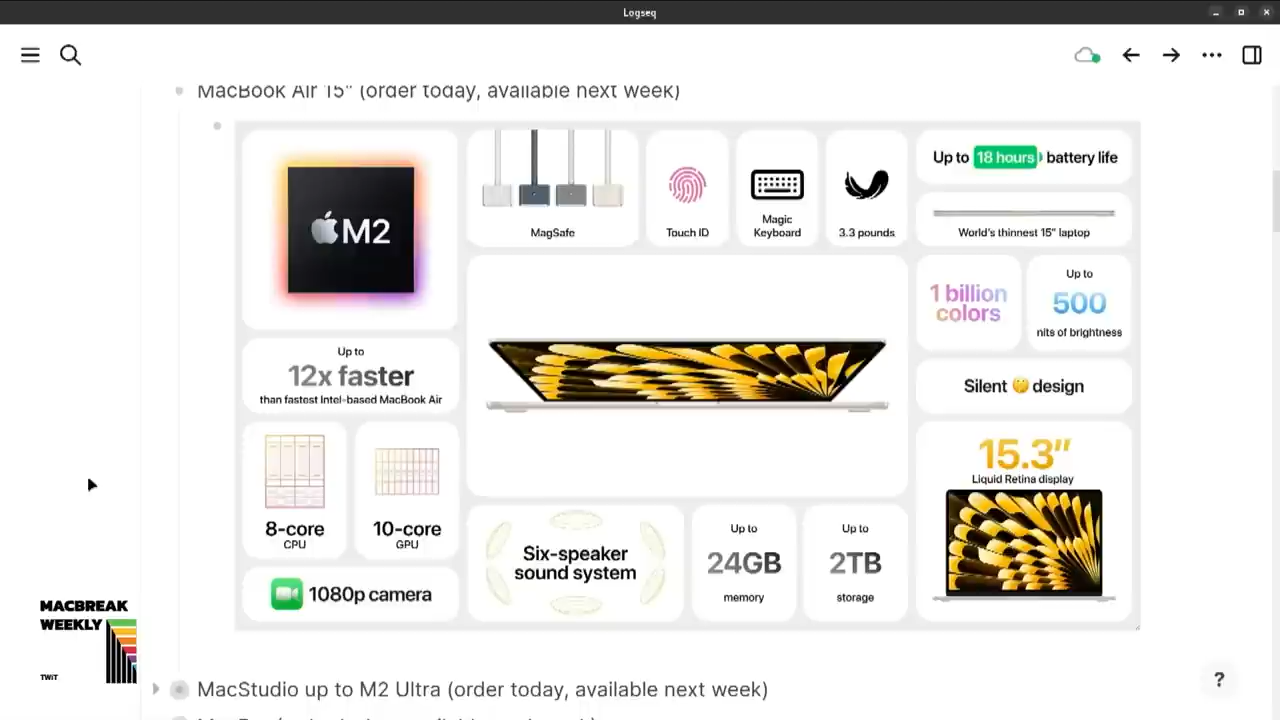 Logseq
MacBook Air 15" (order today, available next week)
M2
MagSafe
Touch ID
Magic
Keyboard
3.3 pounds
Up to 18 hours battery life
World's thinnest 15" laptop
1 billion
colors
Up to
500
nits of brightness
Up to
12x faster
than fastest Intel-based MacBook Air
Silent design
8-core
CPU
10-core
GPU
15.3"
Liquid Retina display
Six-speaker
sound system
Up to
24GB
memory
Up to
2TB
storage
1080p camera
MACBREAK
WEEKLY
TWiT
MacStudio up to M2 Ultra (order today, available next week)
?